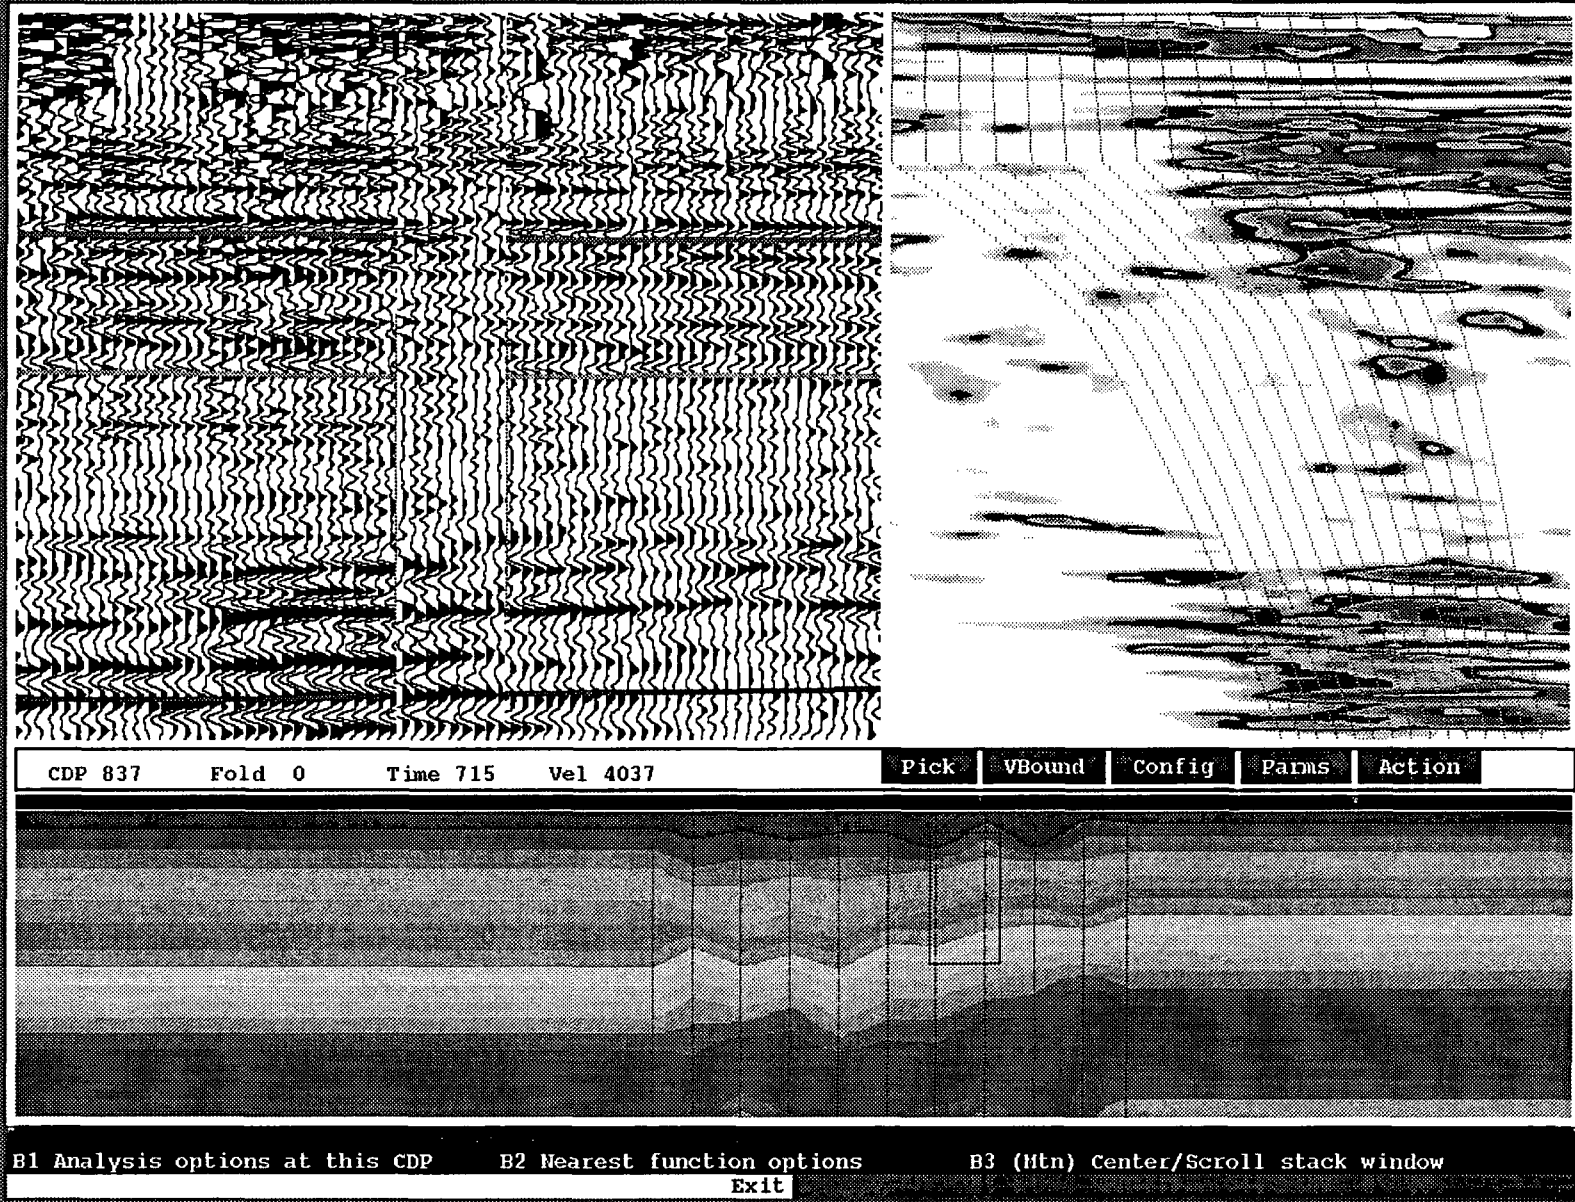 CDP 837 Fold 0 Time 715 Vel 4037 Pick VBound Config Parms Action
B1 Analysis options at this CDP B2 Nearest function options B3 (Mtn) Center/Scroll stack window
Exit